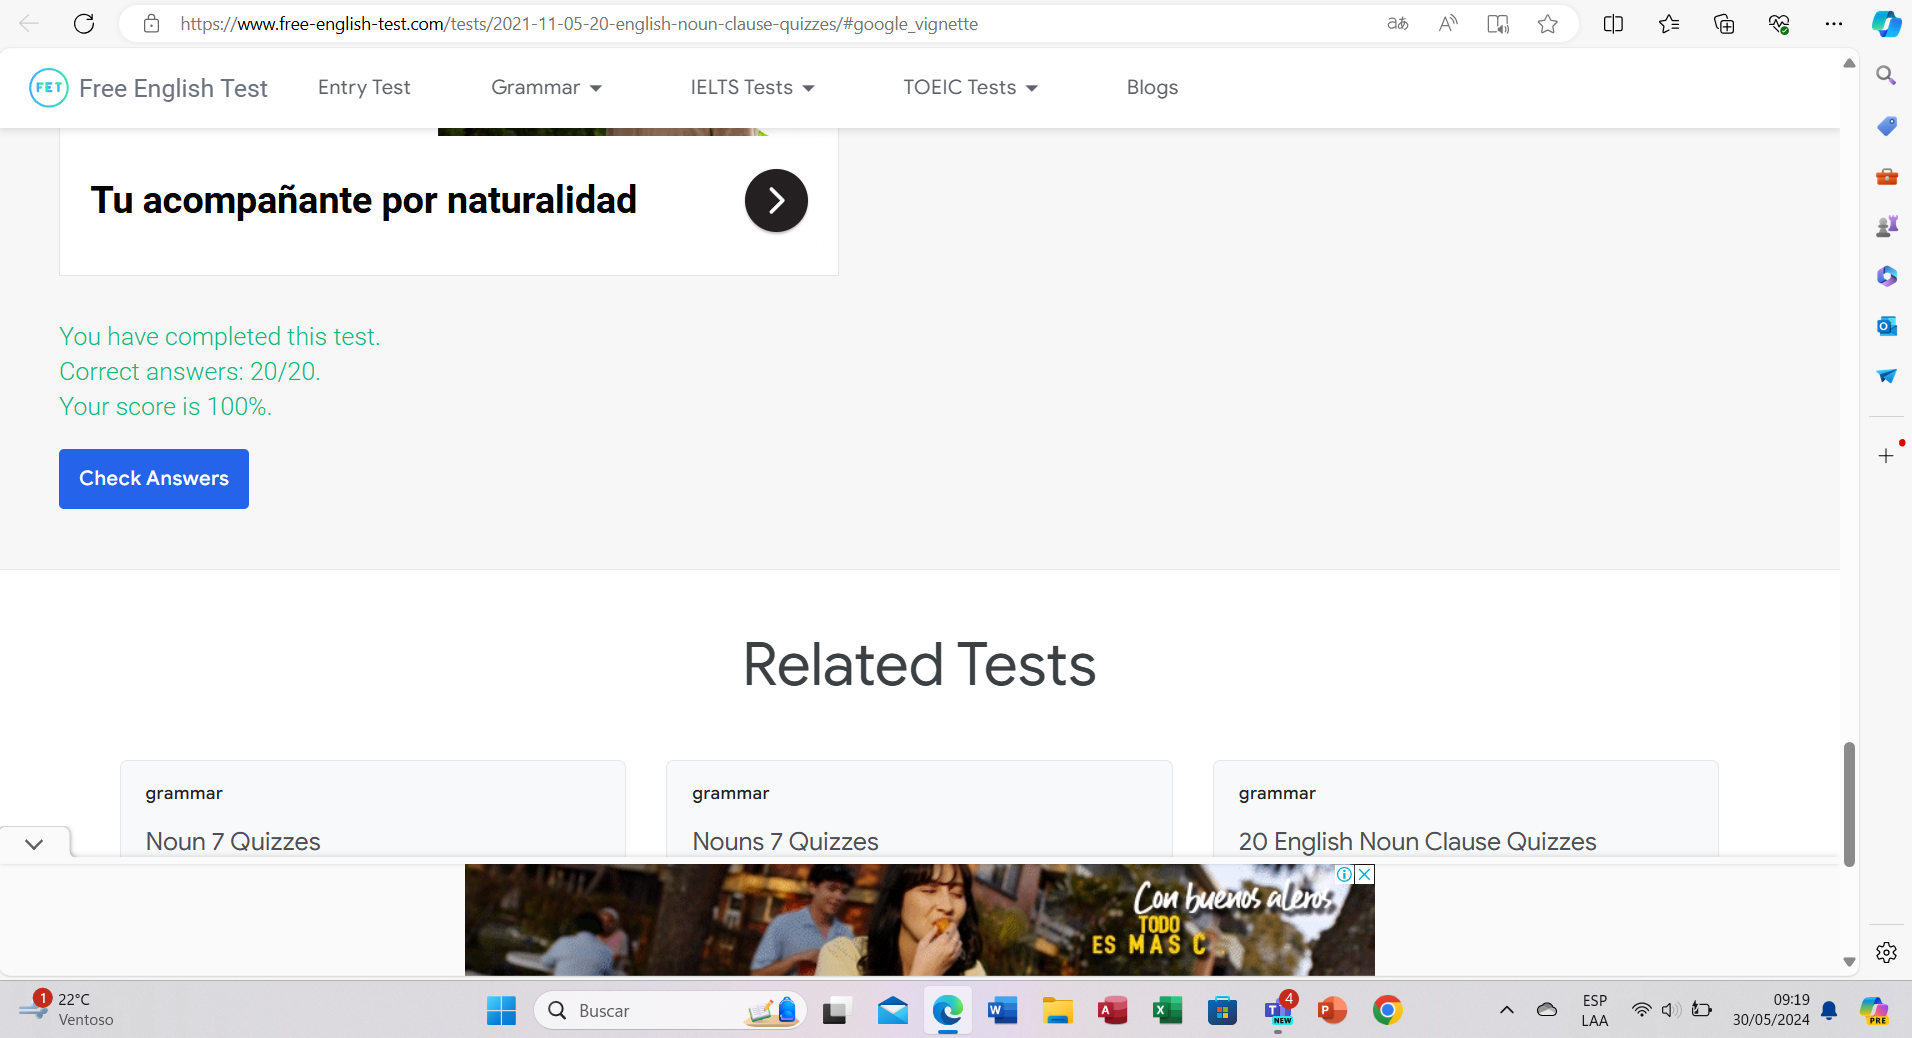 https://www.free-english-test.com/tests/2021-11-05-20-english-noun-clause-quizzes/#google_vignette
FET Free English Test Entry Test Grammar IELTS Tests TOEIC Tests Blogs
Tu acompañante por naturalidad
You have completed this test.
Correct answers: 20/20.
Your score is 100%.
Check Answers
Related Tests
grammar
Noun 7 Quizzes
grammar
Nouns 7 Quizzes
grammar
20 English Noun Clause Quizzes
Con buenos aleros
TODO
ES MAS C
1 22°C
Ventoso
Buscar
4
NEW
ESP
LAA
09:19
30/05/2024
PRE